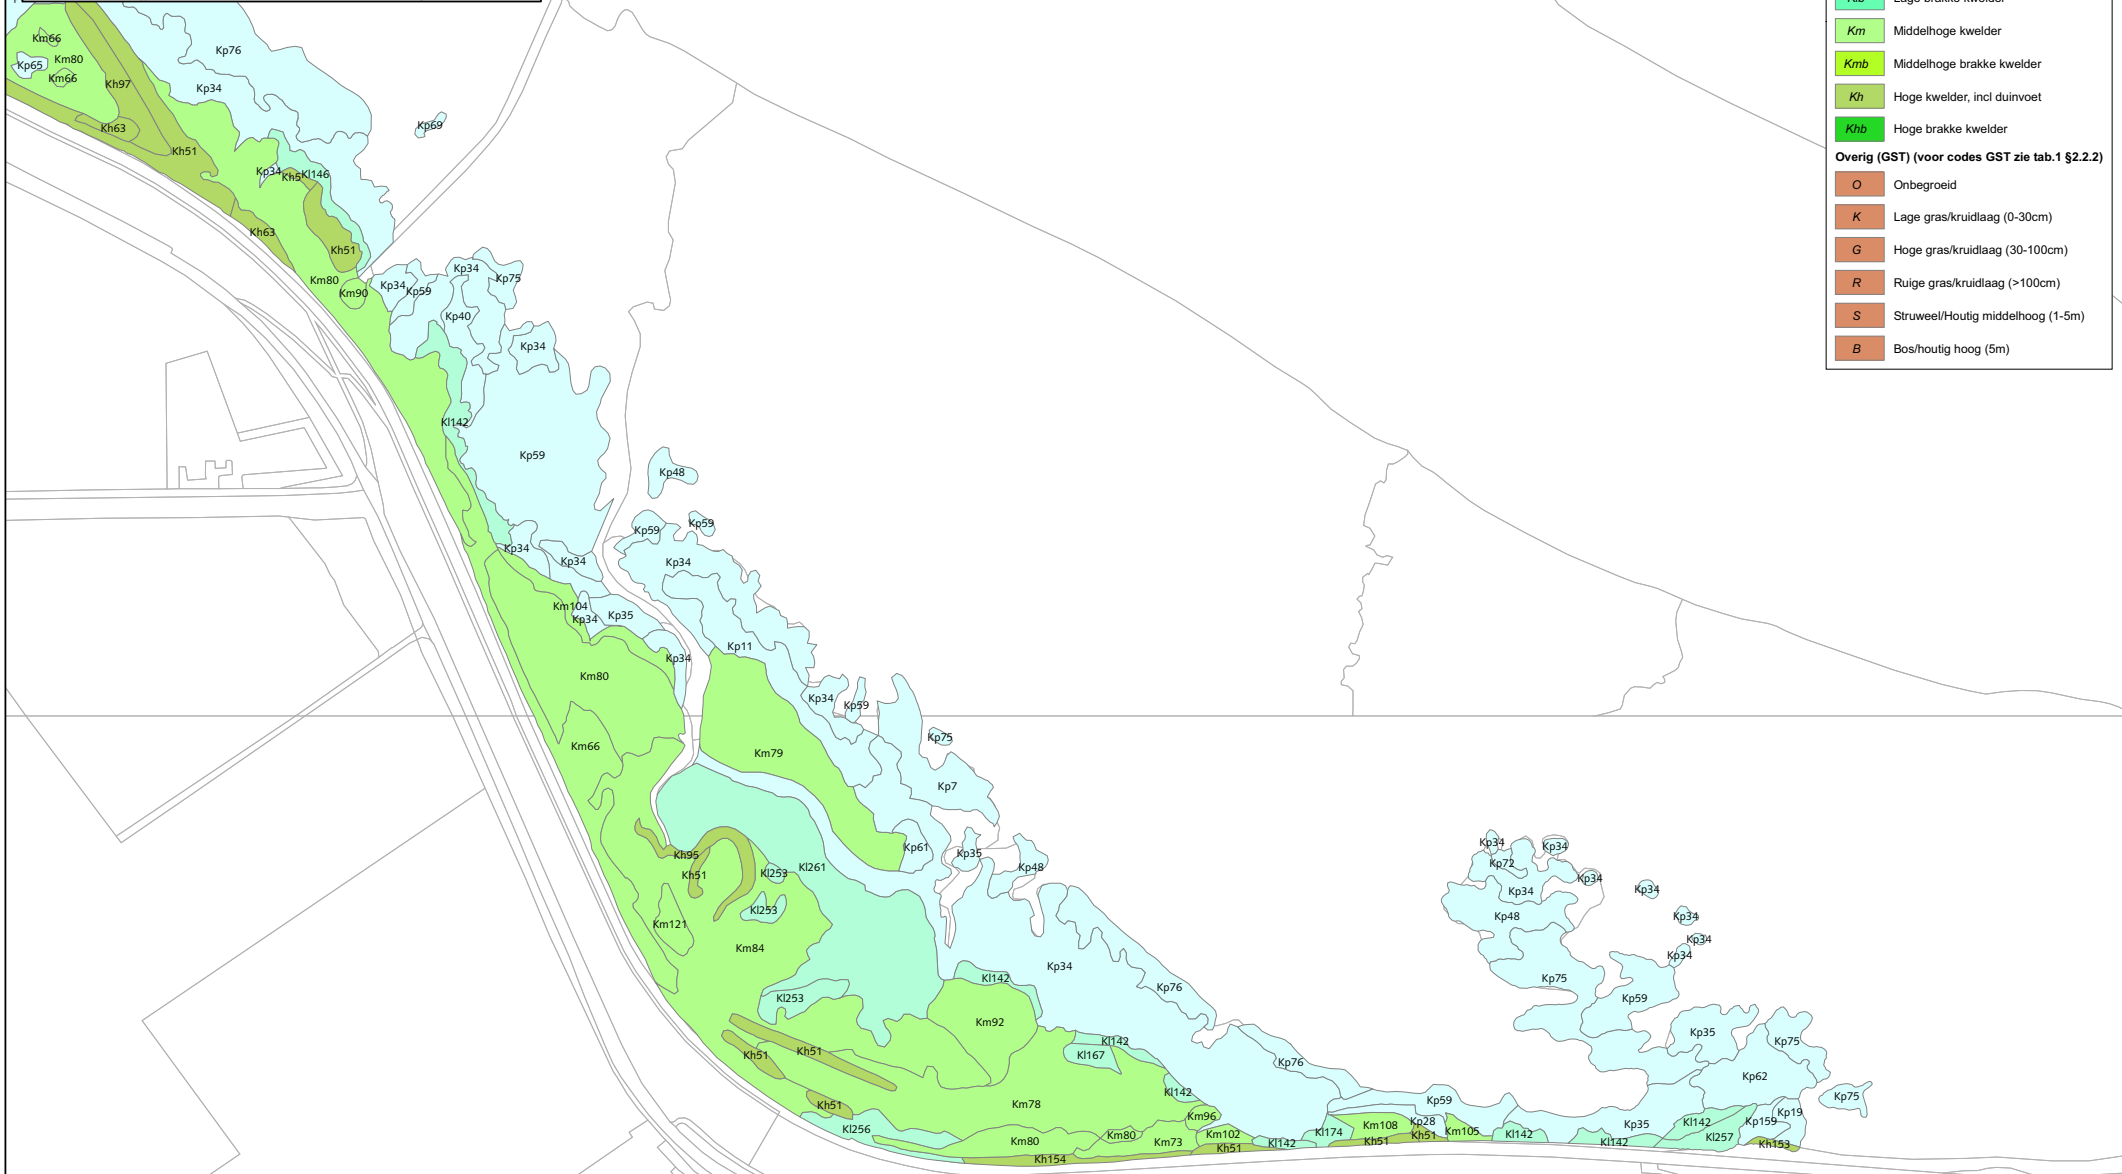 Km Middelhoge kwelder
Kmb Middelhoge brakke kwelder
Kh Hoge kwelder, incl duinvoet
Khb Hoge brakke kwelder
Overig (GST) (voor codes GST zie tab.1 §2.2.2)
O Onbegroeid
K Lage gras/kruidlaag (0-30cm)
G Hoge gras/kruidlaag (30-100cm)
R Ruige gras/kruidlaag (>100cm)
S Struweel/Houtig middelhoog (1-5m)
B Bos/houtig hoog (5m)
Km66
Kp76
Kp65
Km80
Km66
Kh97
Kp34
Kp69
Kh63
Kh51
Kp34
Kh5
Kl146
Kh63
Kh51
Km80
Km90
Kp34
Kp59
Kp34
Kp75
Kp40
Kp34
Kl142
Kp59
Kp48
Kp59
Kp59
Kp34
Kp34
Kp34
Km104
Kp34
Kp35
Kp11
Kp34
Km80
Kp34
Kp59
Km66
Km79
Kp75
Kp7
Kp61
Kp35
Kp48
Kh95
Kh51
Kl253
Kl261
Kl253
Km121
Km84
Kl253
Kl142
Kp34
Kp76
Km92
Kh51
Kh51
Kl142
Kl167
Kp76
Kl142
Kh51
Km78
Km96
Kl256
Km80
Km80
Km73
Km102
Kh51
Kh154
Kl142
Kl174
Km108
Kh51
Kp59
Kp28
Kh51
Km105
Kl142
Kl142
Kp35
Kl142
Kl257
Kp159
Kp19
Kh153
Kp34
Kp34
Kp72
Kp34
Kp34
Kp34
Kp48
Kp34
Kp34
Kp34
Kp75
Kp59
Kp35
Kp75
Kp62
Kp75